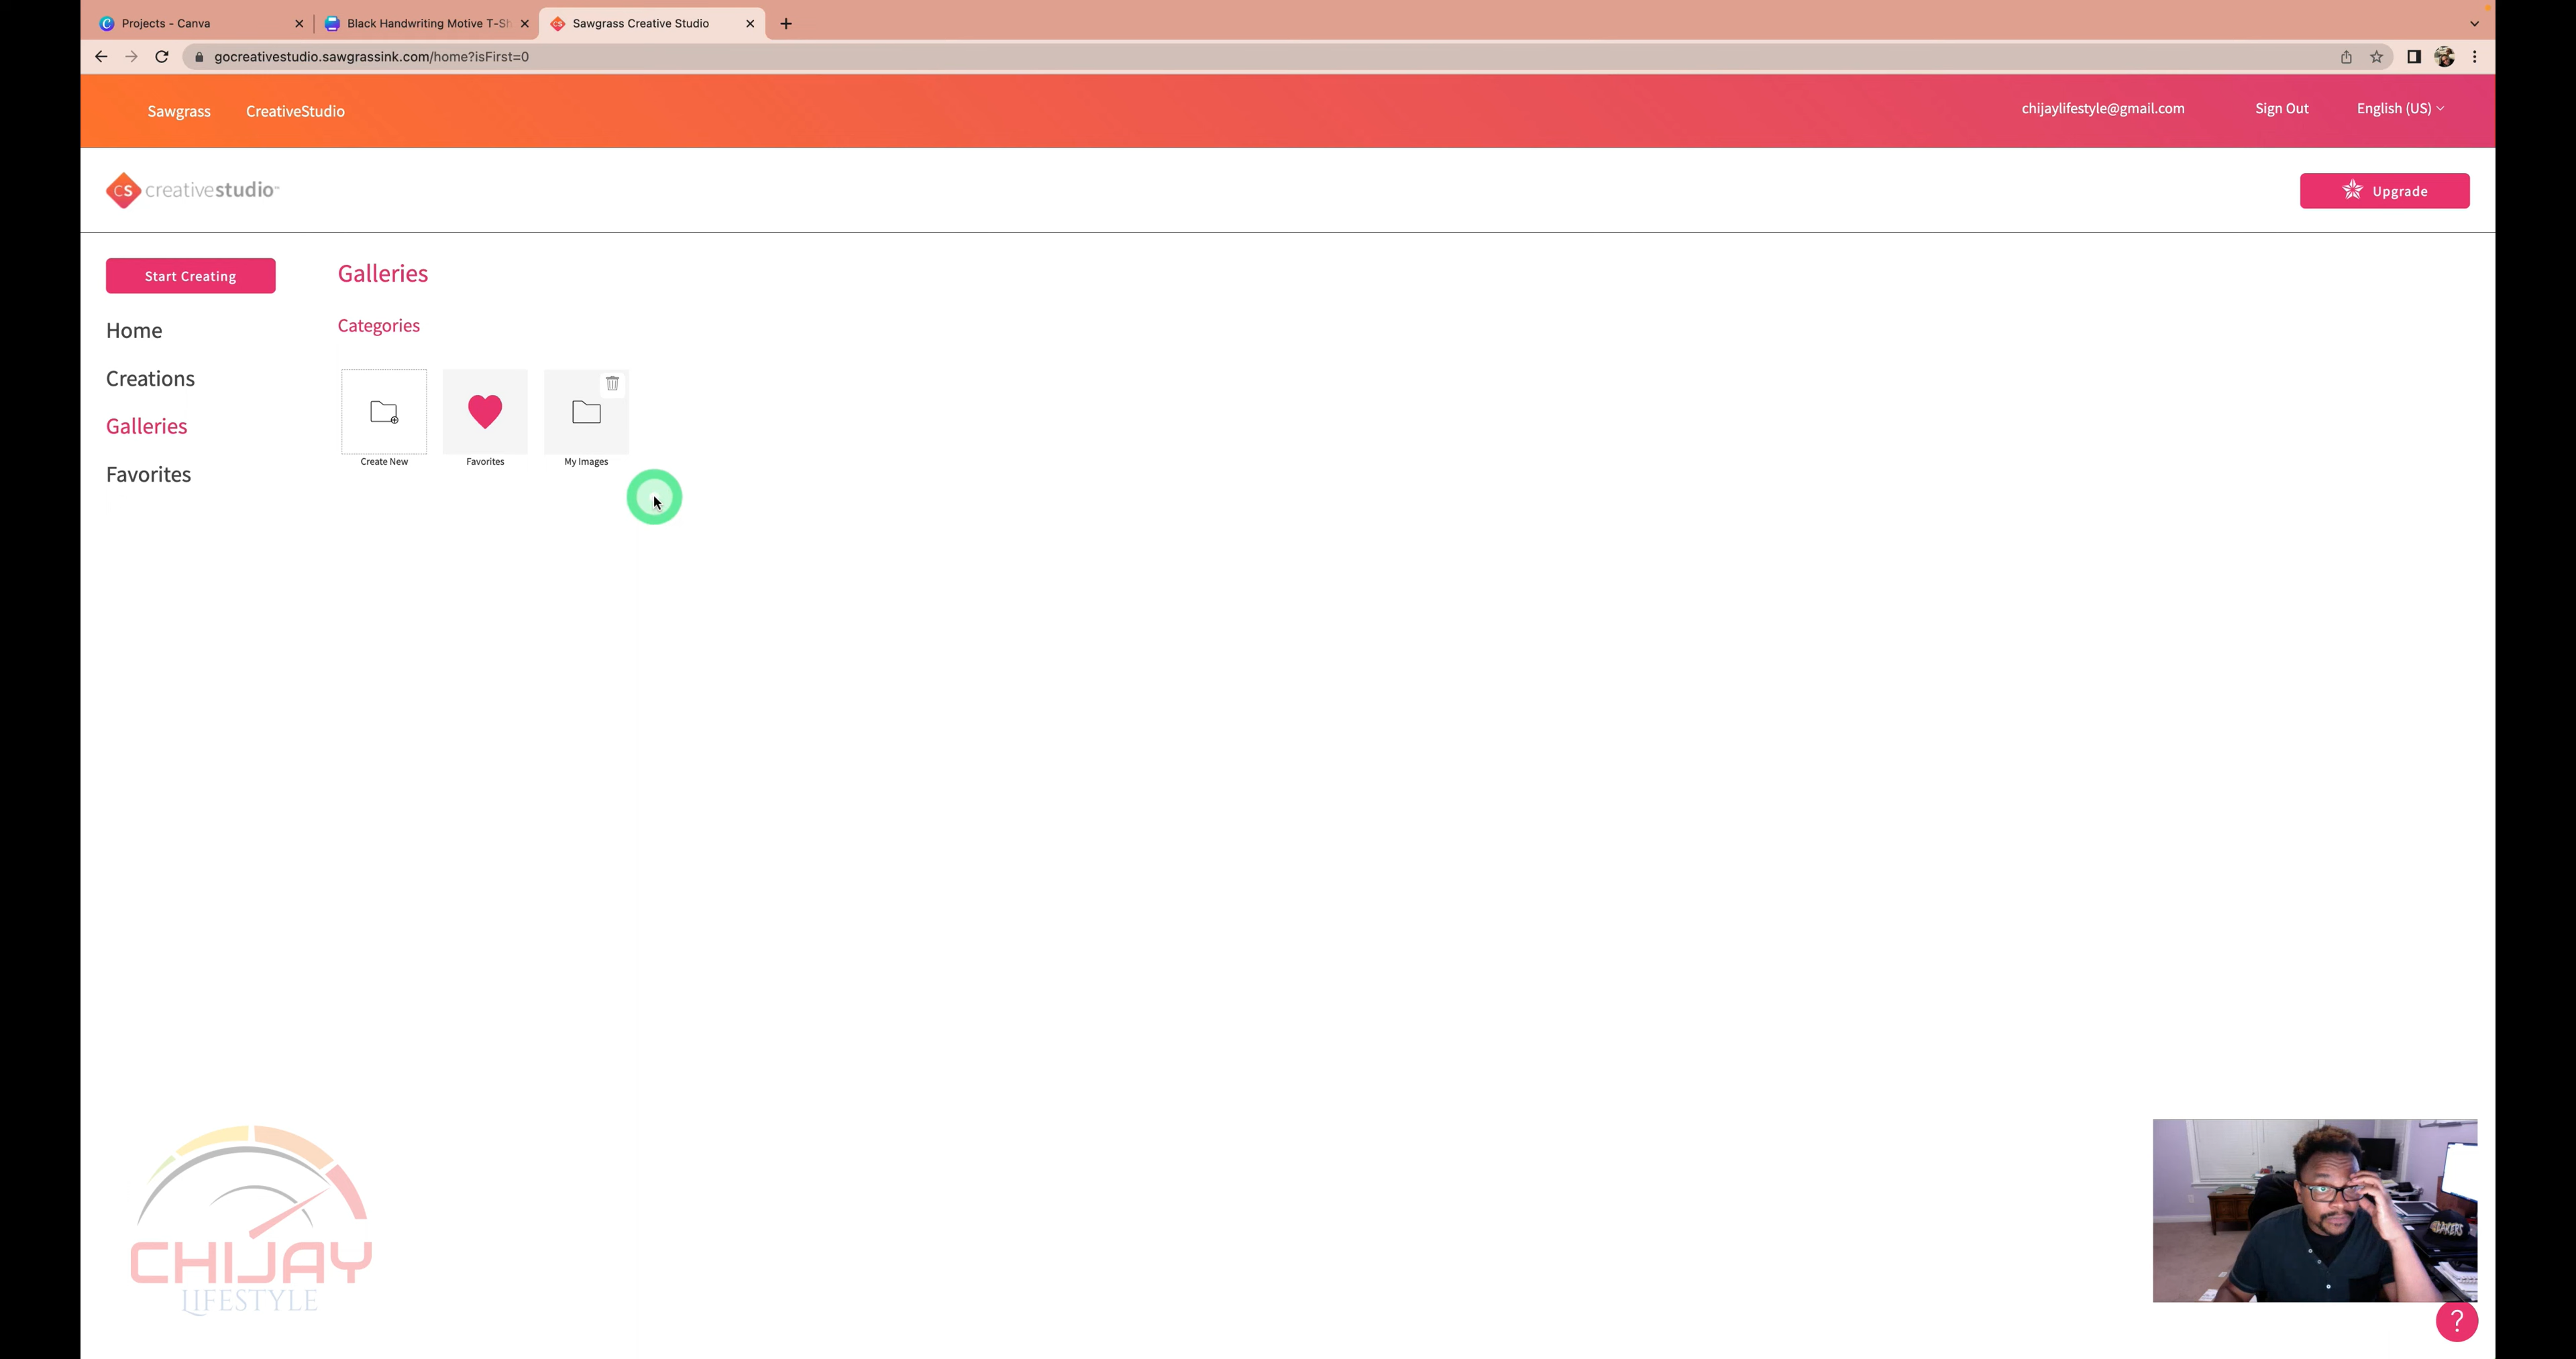 Projects - Canva
Black Handwriting Motive T-Sh
Sawgrass Creative Studio
gocreativestudio.sawgrassink.com/home?isFirst=0
Sawgrass
CreativeStudio
chijaylifestyle@gmail.com
Sign Out
English (US)
CS creativestudio™
Upgrade
Start Creating
Home
Creations
Galleries
Favorites
Galleries
Categories
Create New
Favorites
My Images
CHIJAY
LIFESTYLE
?